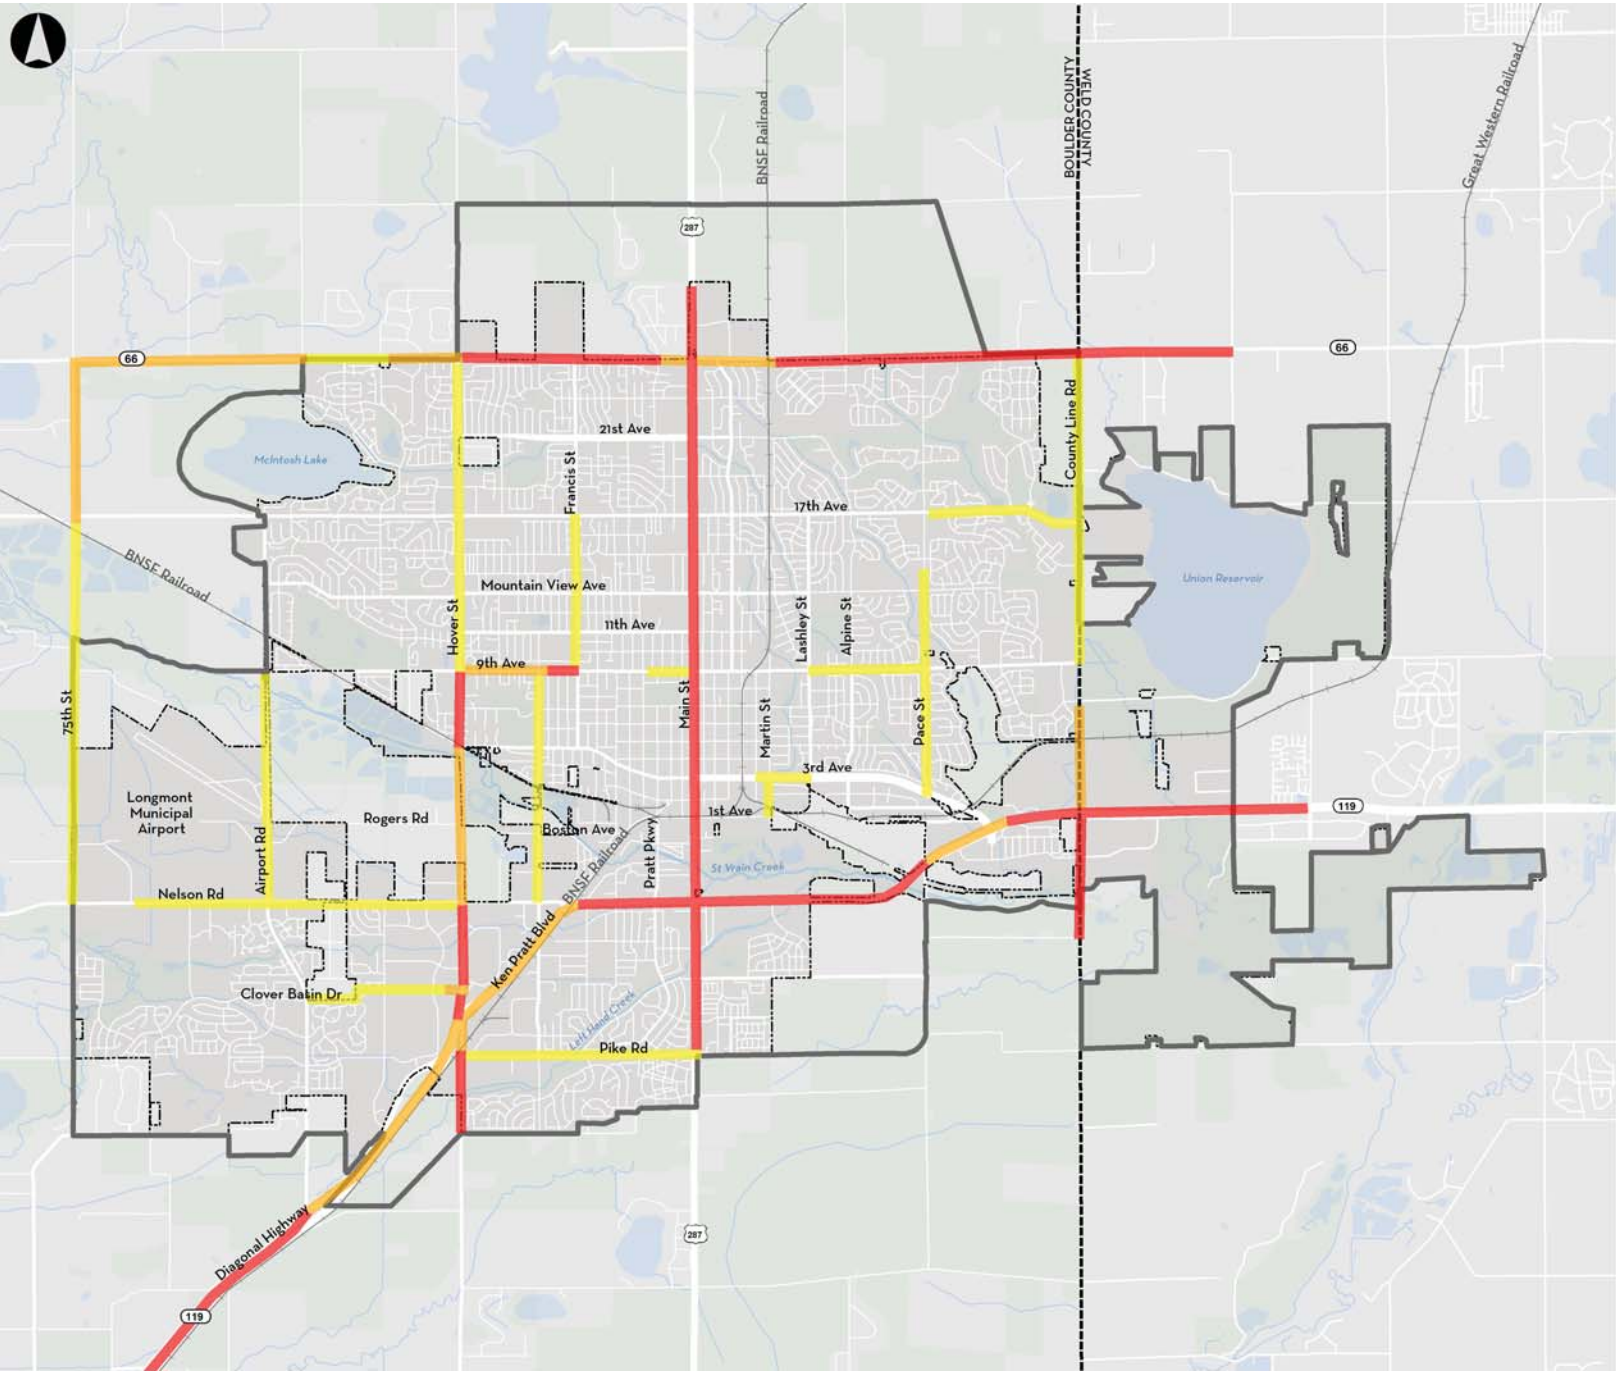 BOULDER COUNTY
WELD COUNTY
BNSF Railroad
Great Western Railroad
287
66
66
21st Ave
Francis St
County Line Rd
McIntosh Lake
17th Ave
BNSF Railroad
Mountain View Ave
Union Reservoir
Hover St
11th Ave
Lashley St
Alpine St
9th Ave
75th St
Main St
Martin St
Pace St
3rd Ave
Longmont
Municipal
Airport
Rogers Rd
1st Ave
119
Boston Ave
Airport Rd
BNSF Railroad
Pratt Pkwy
St Vrain Creek
Nelson Rd
Ken Pratt Blvd
Clover Basin Dr
Left Hand Creek
Pike Rd
287
Diagonal Highway
119